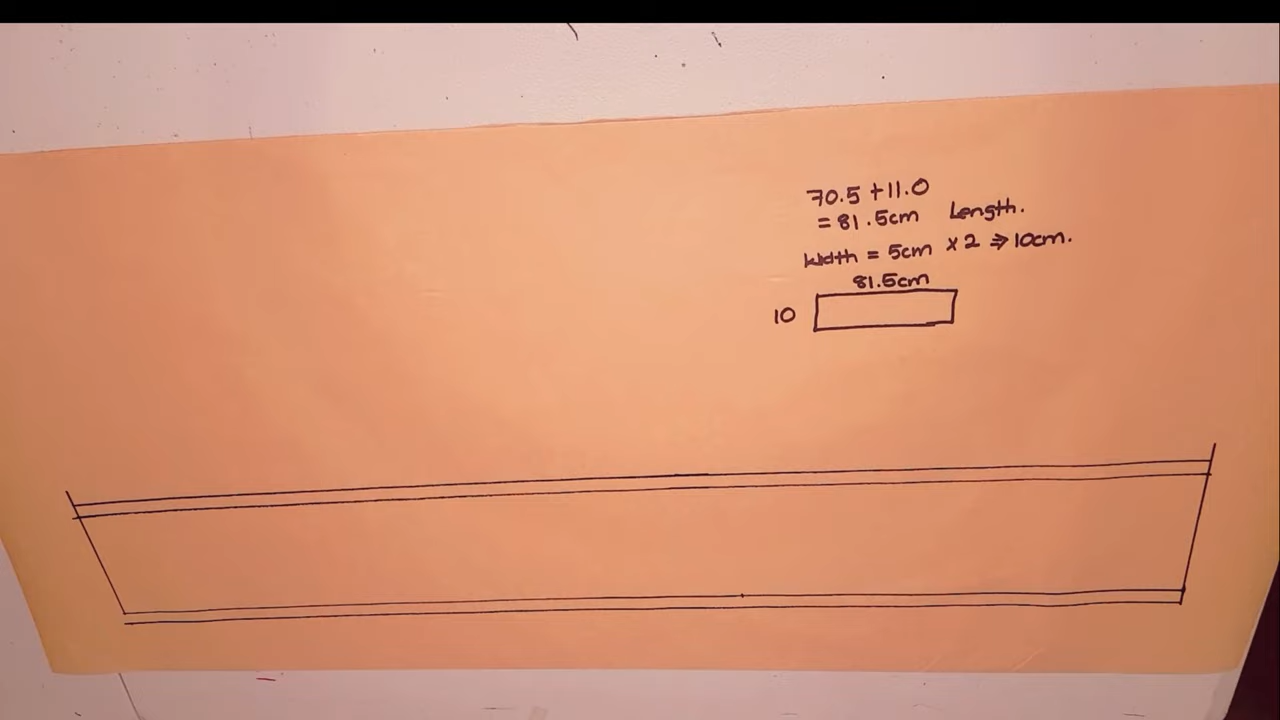 70.5 + 11.0
= 81.5cm Length.
Width = 5cm × 2 ⇒ 10cm.
81.5cm
10